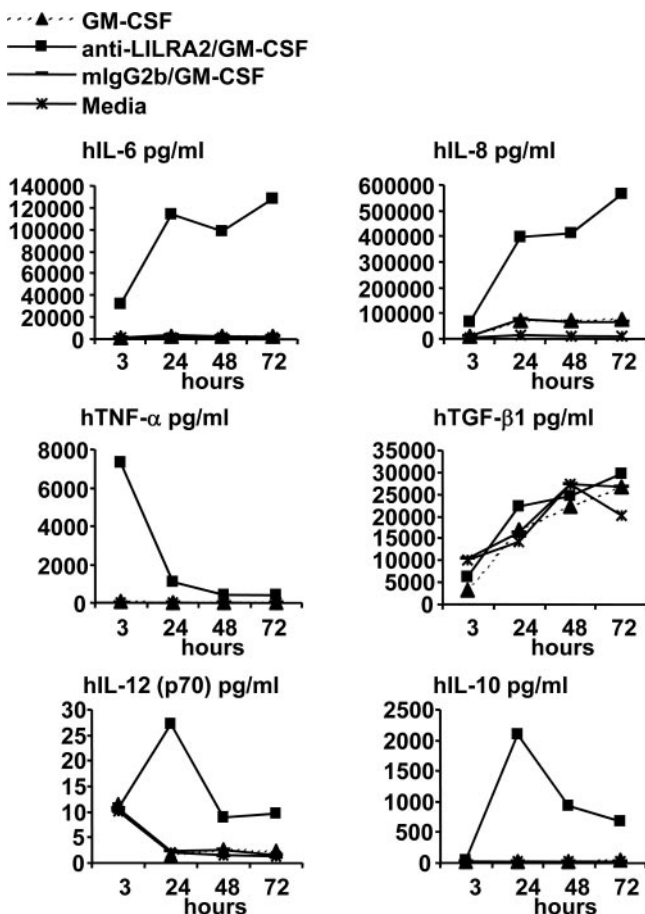 GM-CSF
anti-LILRA2/GM-CSF
mIgG2b/GM-CSF
Media
hIL-6 pg/ml
140000
120000
100000
80000
60000
40000
20000
0
3 24 48 72
hours
hIL-8 pg/ml
600000
500000
400000
300000
200000
100000
0
3 24 48 72
hours
hTNF-α pg/ml
8000
6000
4000
2000
0
3 24 48 72
hours
hTGF-β1 pg/ml
35000
30000
25000
20000
15000
10000
5000
0
3 24 48 72
hours
hIL-12 (p70) pg/ml
30
25
20
15
10
5
0
3 24 48 72
hours
hIL-10 pg/ml
2500
2000
1500
1000
500
0
3 24 48 72
hours